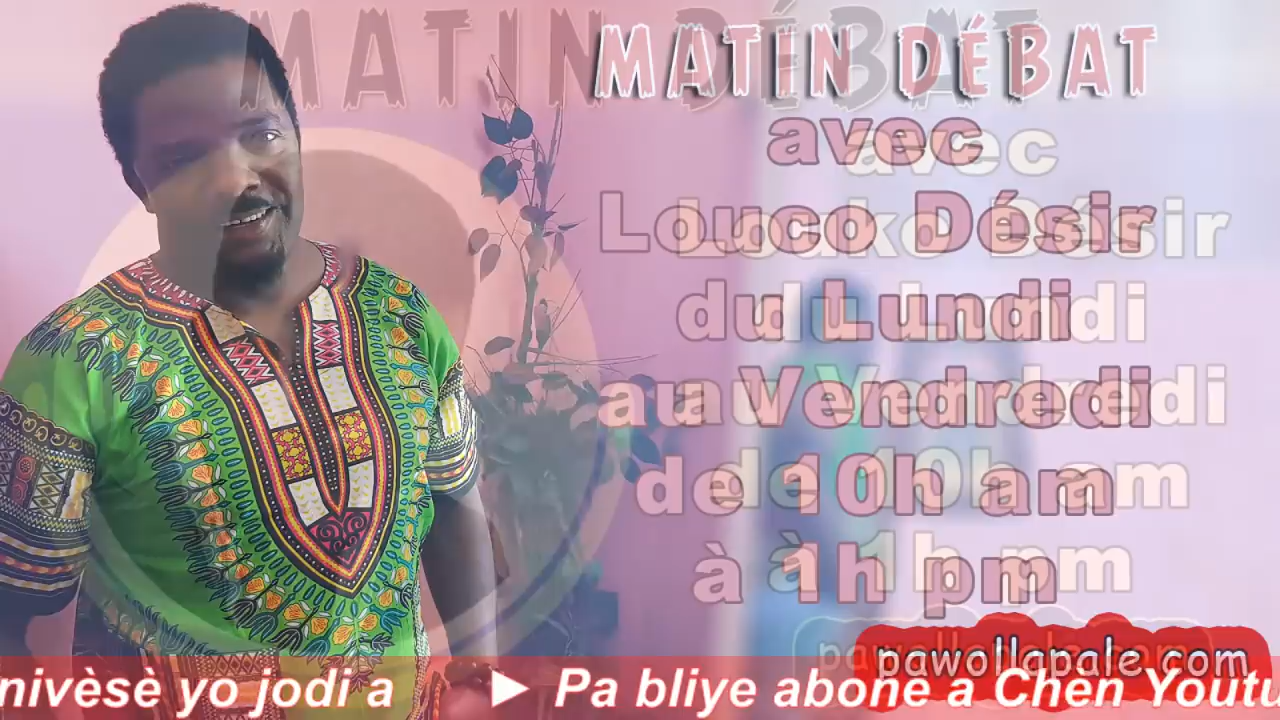 MATIN DÉBAT
avec
Louco Désir
du Lundi
au Vendredi
de 10h am
à 1h pm
pawollapale.com
nivèsè yo jodi a ► Pa bliye abone a Chèn Youtu